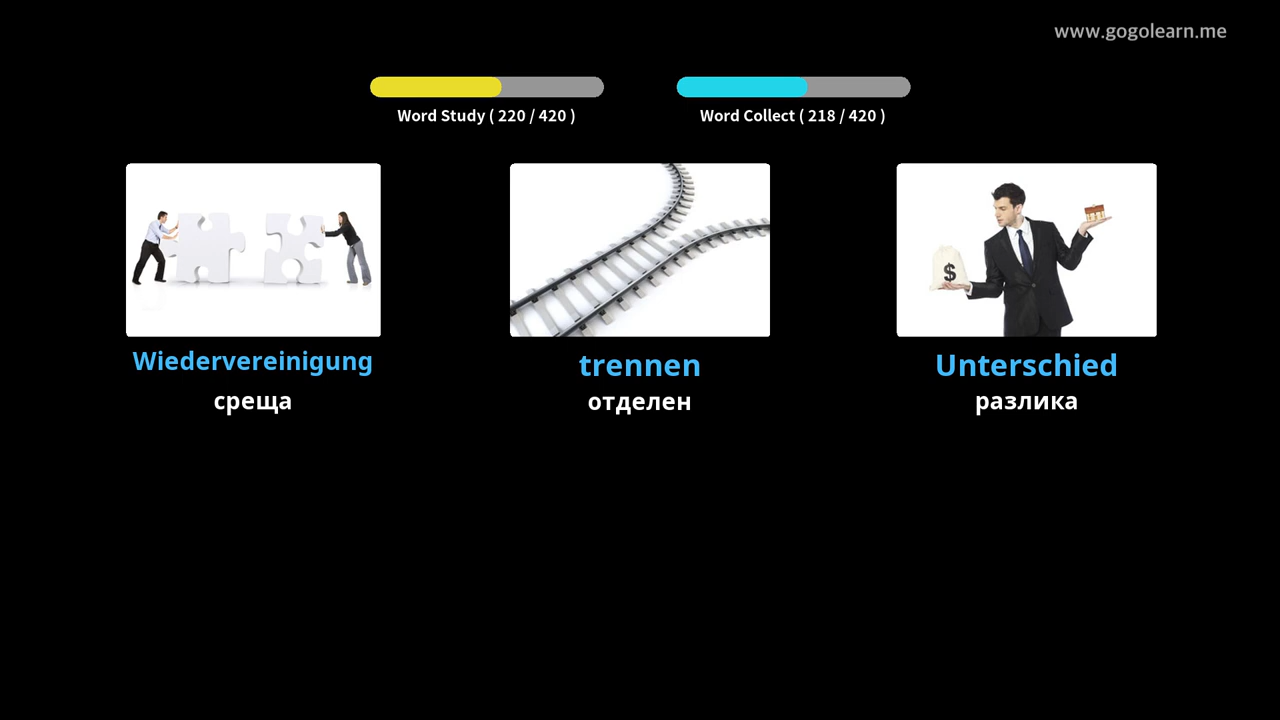 www.gogolearn.me
Word Study ( 220 / 420 )
Word Collect ( 218 / 420 )
$
Wiedervereinigung
trennen
Unterschied
среща
отделен
разлика